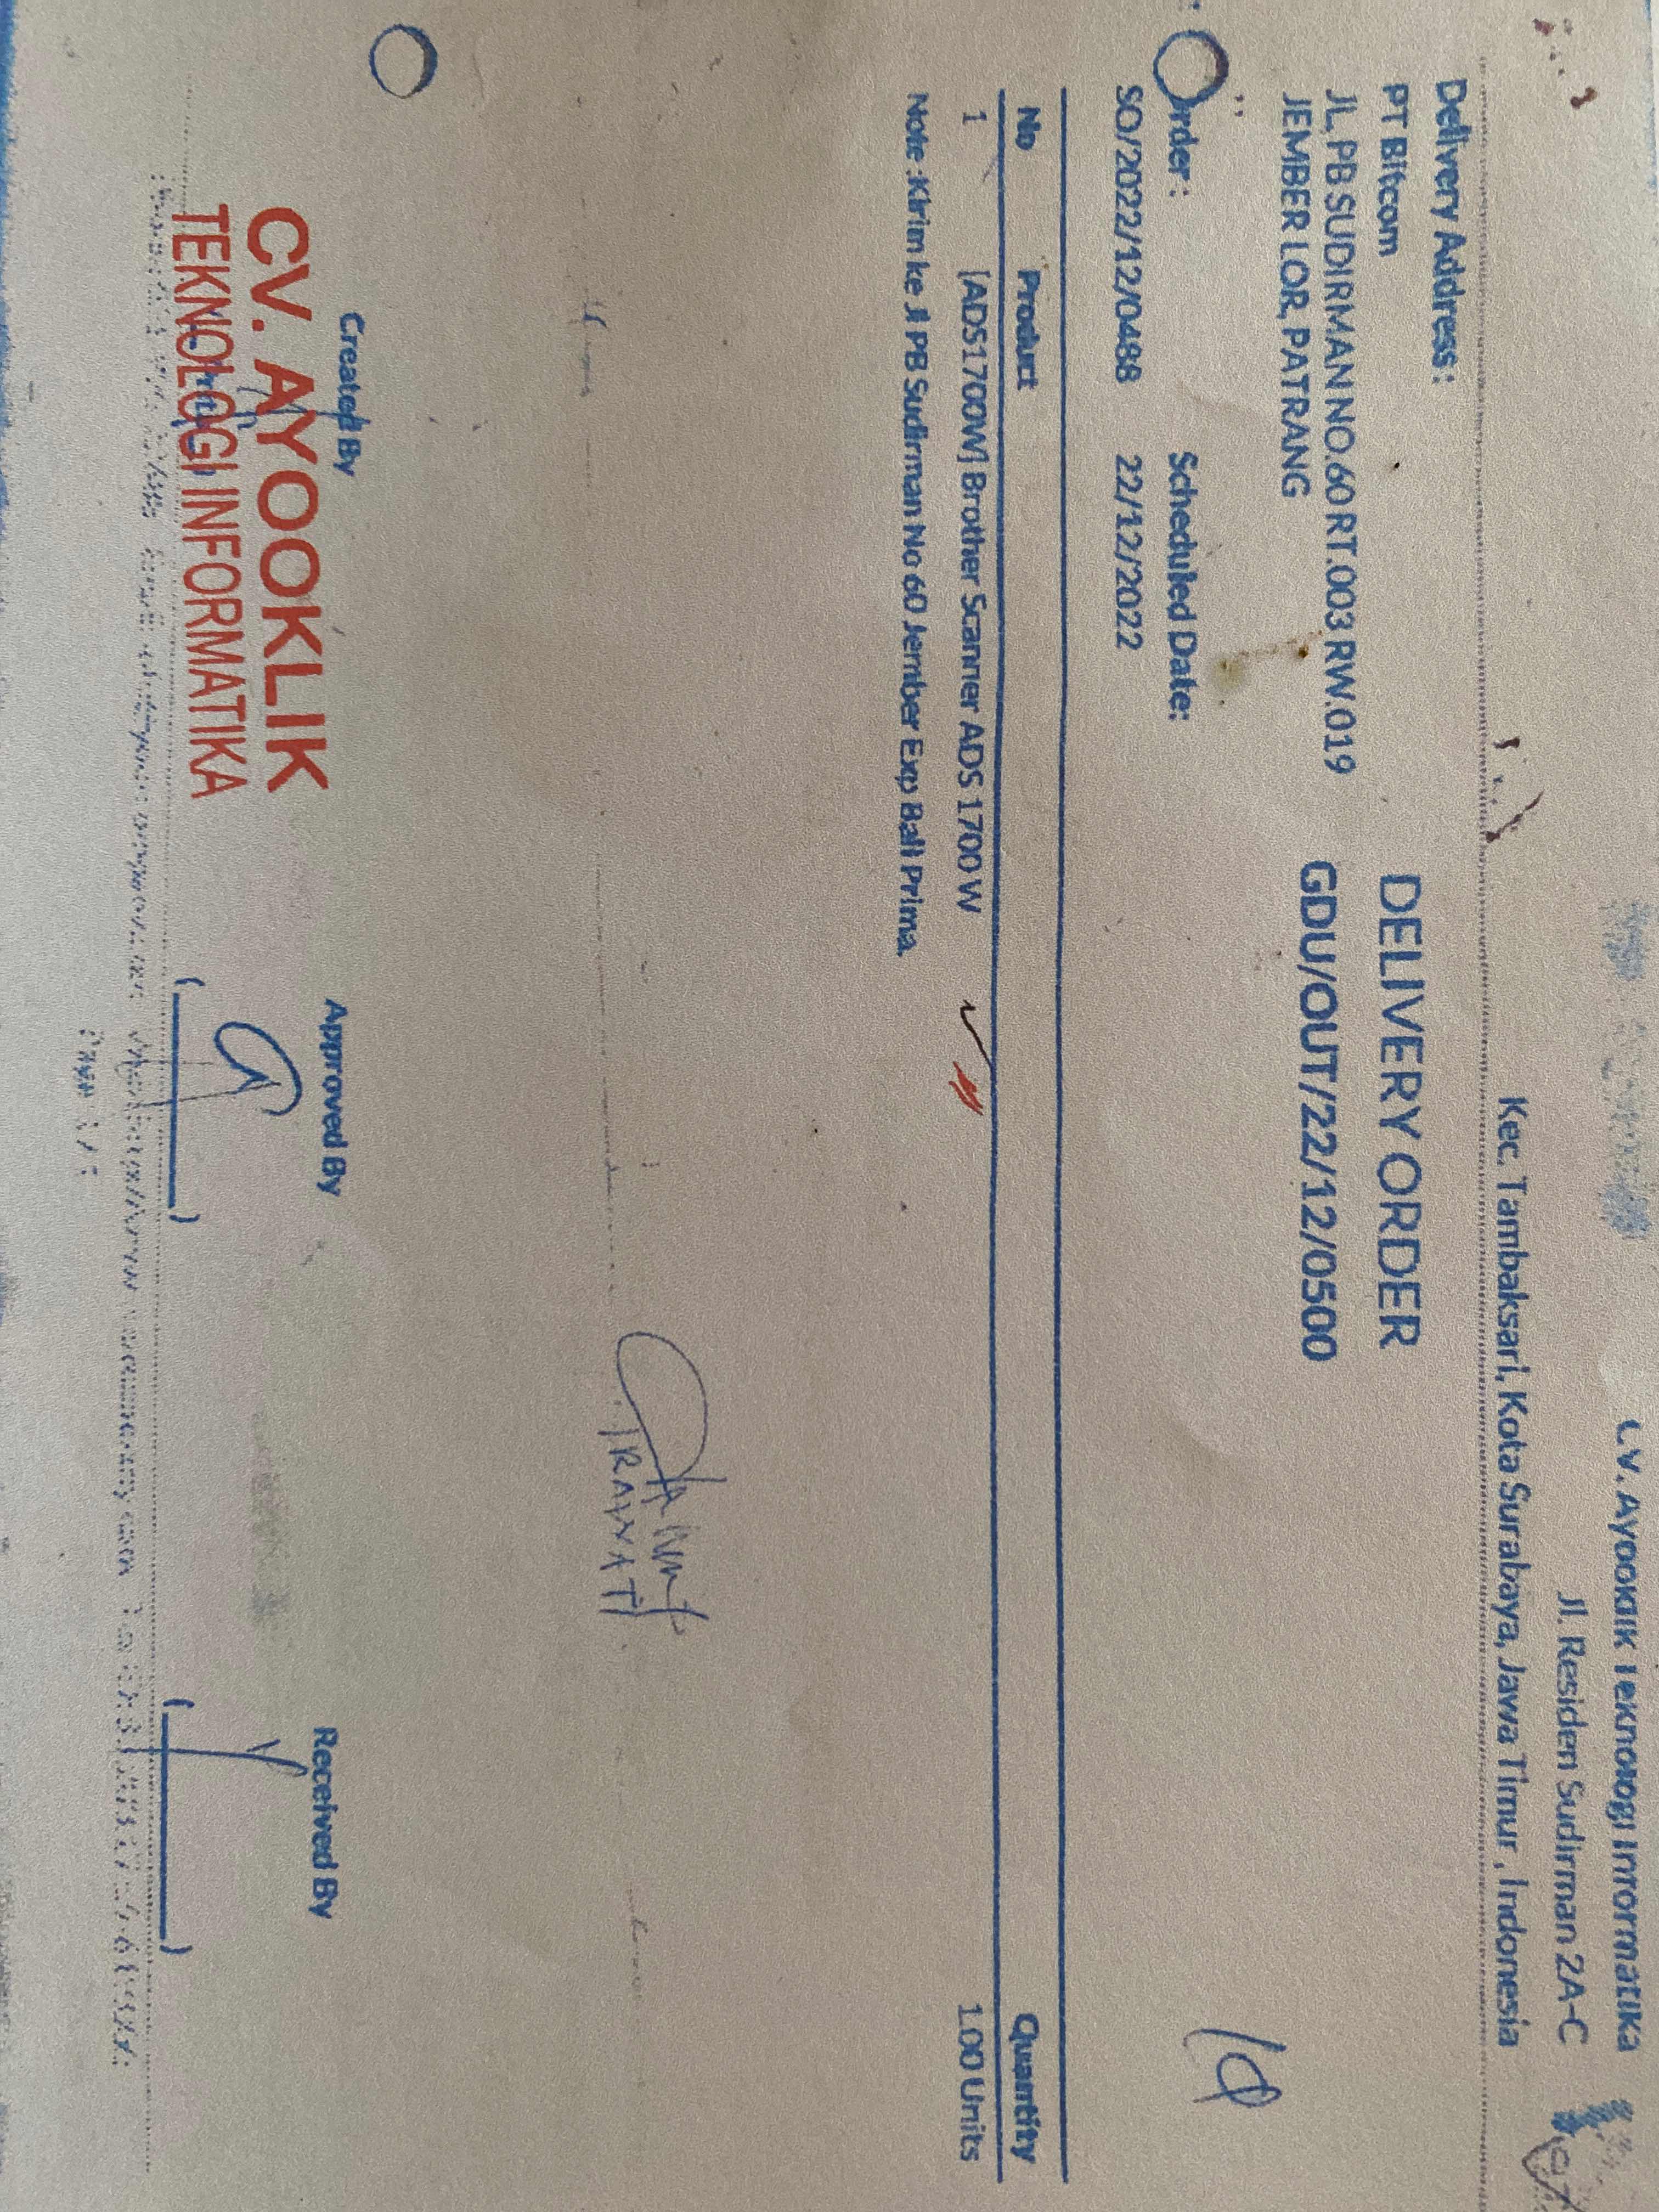 CV. Ayooklik Teknologi Informatika
Jl. Residen Sudirman 2A-C
Kec. Tambaksari, Kota Surabaya, Jawa Timur , Indonesia
Delivery Address :
PT Bitcom
JL. PB SUDIRMAN NO.60 RT.003 RW.019
JEMBER LOR, PATRANG
DELIVERY ORDER
GDU/OUT/22/12/0500
Order : Scheduled Date:
SO/2022/12/0488 22/12/2022
No Product Quantity
1 [ADS1700W] Brother Scanner ADS 1700 W 1.00 Units
Note :Kirim ke Jl PB Sudirman No 60 Jember Exp Bali Prima.
Created By Approved By Received By
CV. AYOOKLIK
TEKNOLOGI INFORMATIKA